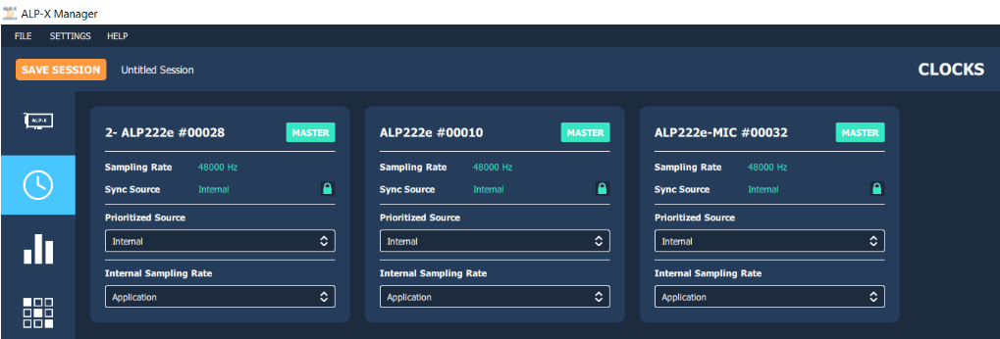 ALP-X Manager
FILE SETTINGS HELP
SAVE SESSION Untitled Session CLOCKS
ALP-X
2- ALP222e #00028 MASTER
Sampling Rate 48000 Hz
Sync Source Internal
Prioritized Source
Internal
Internal Sampling Rate
Application
ALP222e #00010 MASTER
Sampling Rate 48000 Hz
Sync Source Internal
Prioritized Source
Internal
Internal Sampling Rate
Application
ALP222e-MIC #00032 MASTER
Sampling Rate 48000 Hz
Sync Source Internal
Prioritized Source
Internal
Internal Sampling Rate
Application